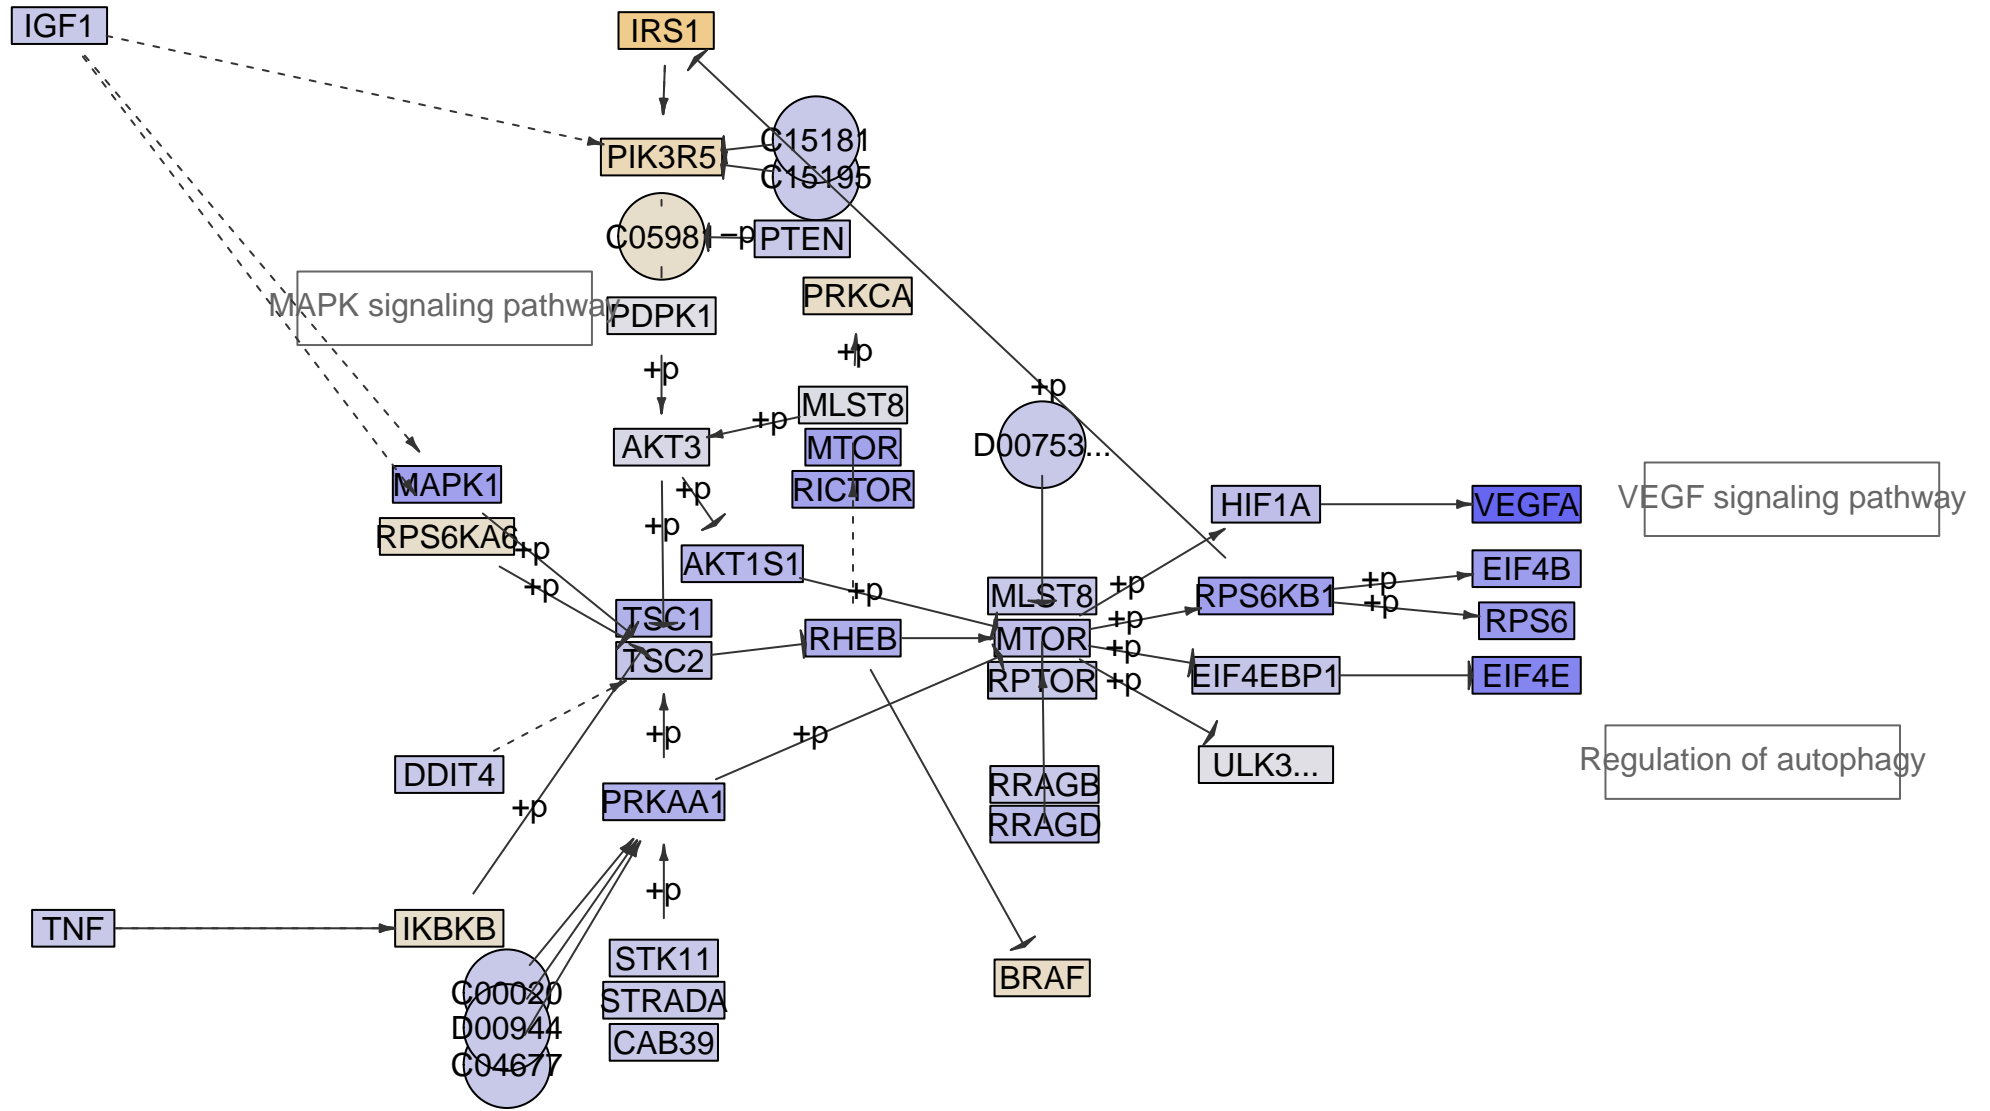 IGF1
IRS1
PIK3R5
C15181
C15195
C0598
-p
PTEN
PRKCA
MAPK signaling pathway
PDPK1
+p
+p
+p
MLST8
+p
AKT3
MTOR
D00753...
MAPK1
+p
RICTOR
HIF1A
VEGFA
VEGF signaling pathway
RPS6KA6
+p
+p
AKT1S1
EIF4B
+p
+p
+p
+p
MLST8
RPS6KB1
+p
TSC1
+p
RPS6
RHEB
MTOR
+p
TSC2
RPTOR
+p
EIF4EBP1
EIF4E
+p
+p
DDIT4
ULK3...
Regulation of autophagy
RRAGB
PRKAA1
+p
RRAGD
+p
TNF
IKBKB
STK11
BRAF
C00020
STRADA
D00944
CAB39
C04677